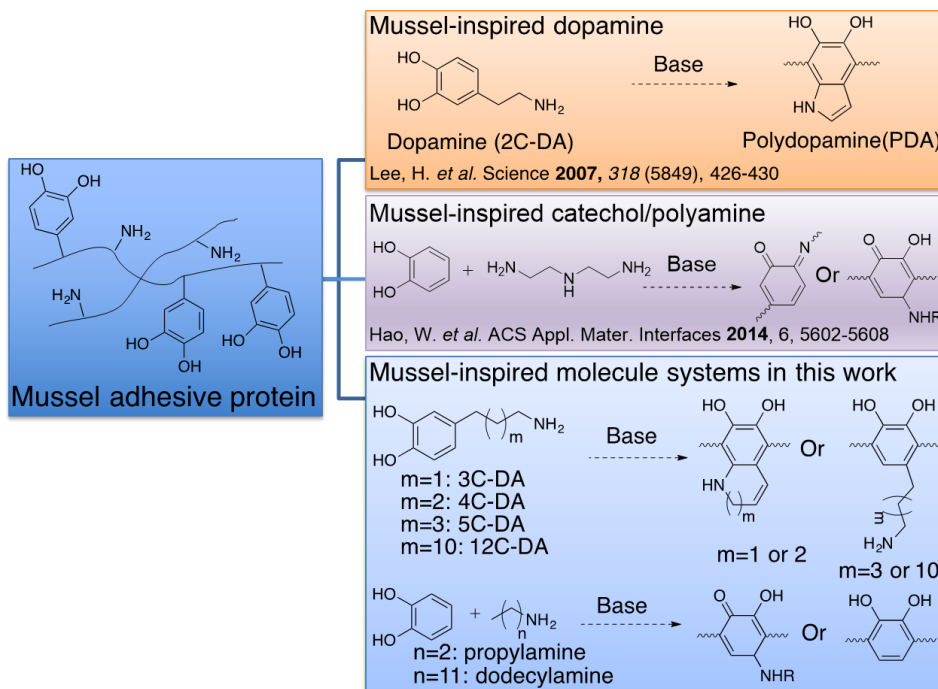 Mussel-inspired dopamine
HO
HO
NH2
Base
HO
OH
HN
Dopamine (2C-DA)
Polydopamine(PDA)
Lee, H. et al. Science 2007, 318 (5849), 426-430
HO
OH
NH2
NH2
H2N
HO
OH
HO
OH
Mussel adhesive protein
Mussel-inspired catechol/polyamine
HO
HO
+
H2N
N
H
NH2
Base
O
N
Or
O
OH
NHR
Hao, W. et al. ACS Appl. Mater. Interfaces 2014, 6, 5602-5608
Mussel-inspired molecule systems in this work
HO
HO
m
NH2
Base
HO
OH
HN
m
Or
HO
OH
m
H2N
m=1: 3C-DA
m=2: 4C-DA
m=3: 5C-DA
m=10: 12C-DA
m=1 or 2
m=3 or 10
HO
HO
+
n
NH2
Base
O
OH
NHR
Or
HO
OH
n=2: propylamine
n=11: dodecylamine